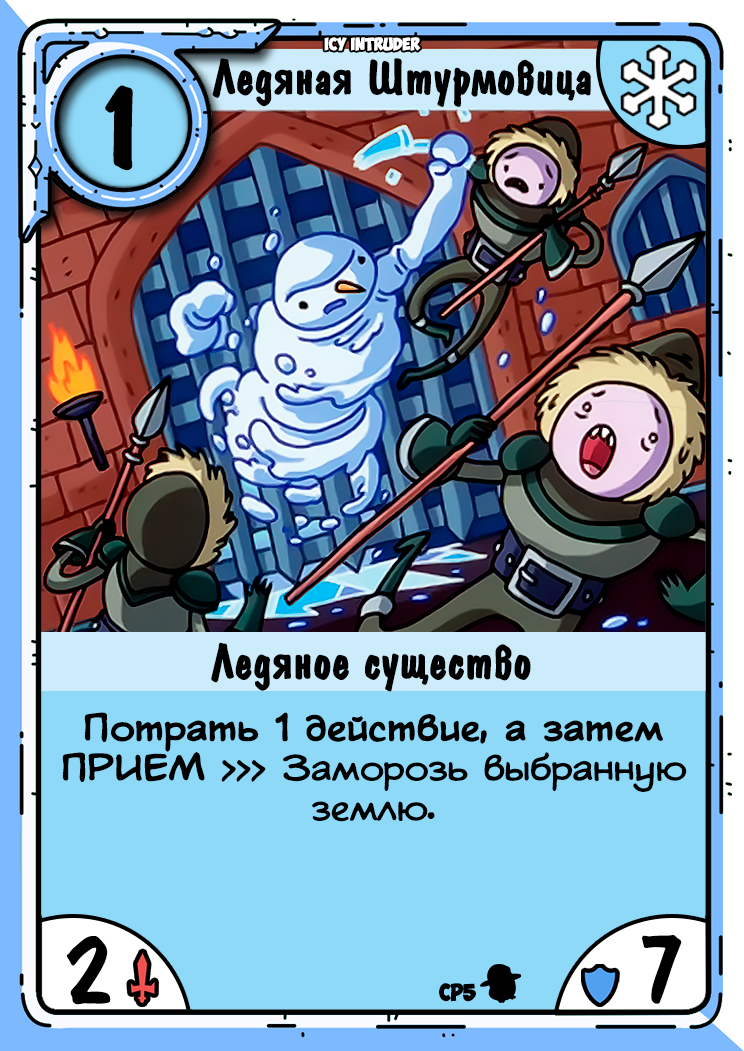 ICY INTRUDER
1
Ледяная Штурмовица
Ледяное существо
Потрать 1 действие, а затем
ПРИЕМ >>> Заморозь выбранную
землю.
2
CP5
7